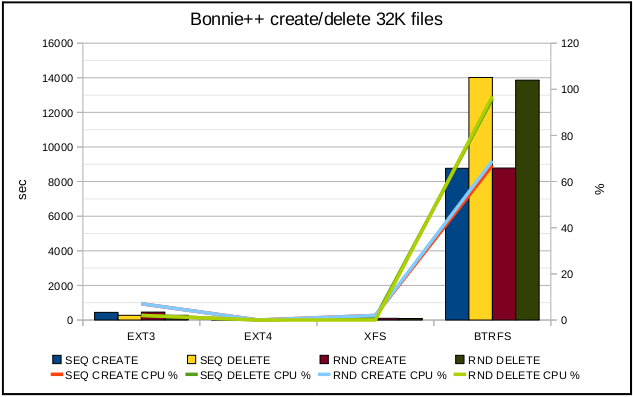 Bonnie++ create/delete 32K files
16000 120
14000 100
12000
10000 80
8000 60
6000
4000 40
2000 20
0 0
sec
%
EXT3 EXT4 XFS BTRFS
SEQ CREATE SEQ DELETE RND CREATE RND DELETE
SEQ CREATE CPU % SEQ DELETE CPU % RND CREATE CPU % RND DELETE CPU %